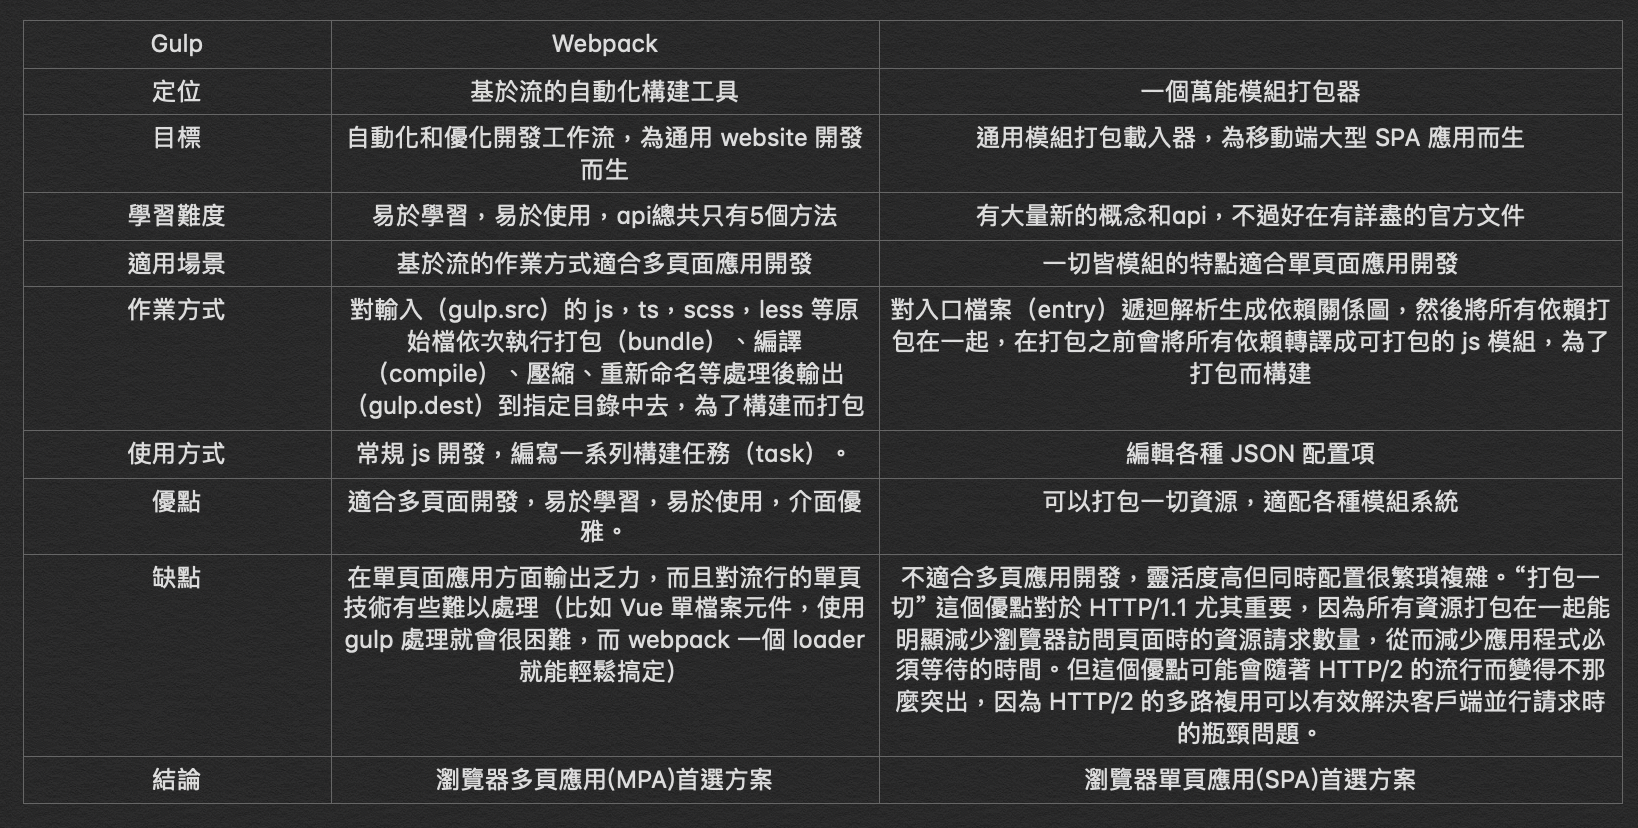 Gulp
Webpack
定位
基於流的自動化構建工具
一個萬能模組打包器
目標
自動化和優化開發工作流，為通用 website 開發
而生
通用模組打包載入器，為移動端大型 SPA 應用而生
學習難度
易於學習，易於使用，api總共只有5個方法
有大量新的概念和api，不過好在有詳盡的官方文件
適用場景
基於流的作業方式適合多頁面應用開發
一切皆模組的特點適合單頁面應用開發
作業方式
對輸入（gulp.src）的 js，ts，scss，less 等原
始檔依次執行打包（bundle）、編譯
（compile）、壓縮、重新命名等處理後輸出
（gulp.dest）到指定目錄中去，為了構建而打包
對入口檔案（entry）遞迴解析生成依賴關係圖，然後將所有依賴打
包在一起，在打包之前會將所有依賴轉譯成可打包的 js 模組，為了
打包而構建
使用方式
常規 js 開發，編寫一系列構建任務（task）。
編輯各種 JSON 配置項
優點
適合多頁面開發，易於學習，易於使用，介面優
雅。
可以打包一切資源，適配各種模組系統
缺點
在單頁面應用方面輸出乏力，而且對流行的單頁
技術有些難以處理（比如 Vue 單檔案元件，使用
gulp 處理就會很困難，而 webpack 一個 loader
就能輕鬆搞定）
不適合多頁應用開發，靈活度高但同時配置很繁瑣複雜。“打包一
切” 這個優點對於 HTTP/1.1 尤其重要，因為所有資源打包在一起能
明顯減少瀏覽器訪問頁面時的資源請求數量，從而減少應用程式必
須等待的時間。但這個優點可能會隨著 HTTP/2 的流行而變得不那
麼突出，因為 HTTP/2 的多路複用可以有效解決客戶端並行請求時
的瓶頸問題。
結論
瀏覽器多頁應用(MPA)首選方案
瀏覽器單頁應用(SPA)首選方案